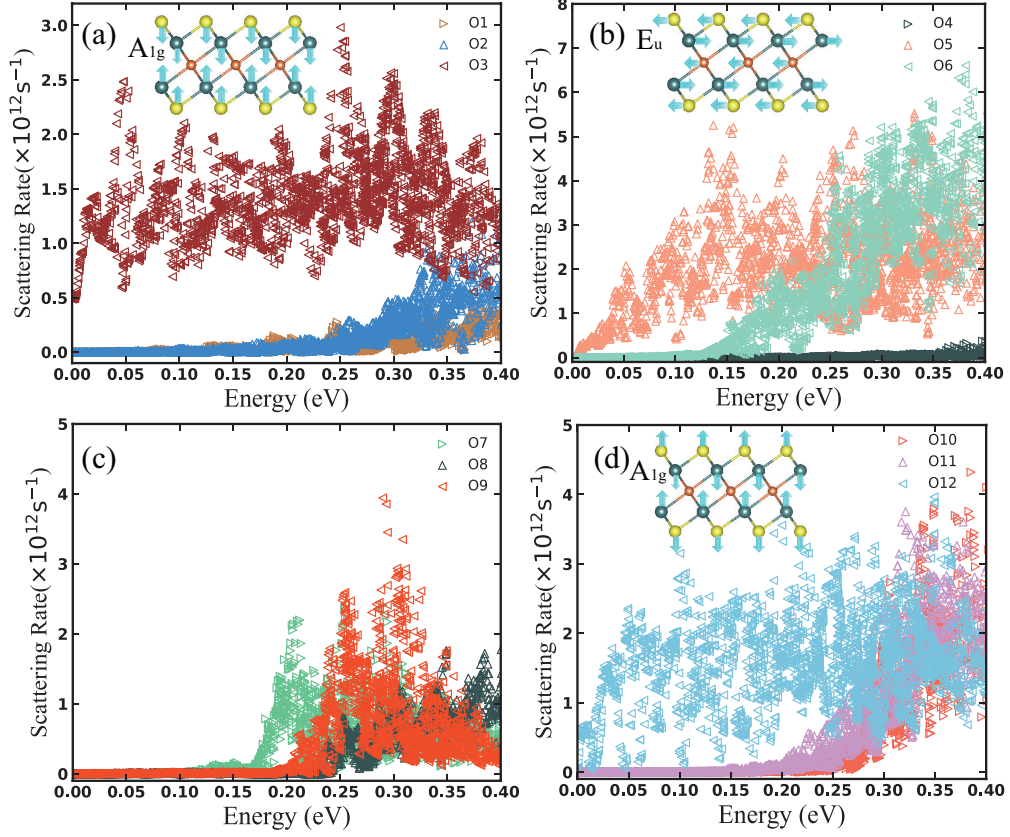 (a)
A1g
O1
O2
O3
3.0
2.5
2.0
1.5
1.0
0.5
0.0
Scattering Rate(×10¹²s⁻¹)
0.00 0.05 0.10 0.15 0.20 0.25 0.30 0.35 0.40
Energy (eV)
(b)
Eu
O4
O5
O6
8
7
6
5
4
3
2
1
0
Scattering Rate(×10¹²s⁻¹)
0.00 0.05 0.10 0.15 0.20 0.25 0.30 0.35 0.40
Energy (eV)
(c)
O7
O8
O9
5
4
3
2
1
0
Scattering Rate(×10¹²s⁻¹)
0.00 0.05 0.10 0.15 0.20 0.25 0.30 0.35 0.40
Energy (eV)
(d)
A1g
O10
O11
O12
5
4
3
2
1
0
Scattering Rate(×10¹²s⁻¹)
0.00 0.05 0.10 0.15 0.20 0.25 0.30 0.35 0.40
Energy (eV)